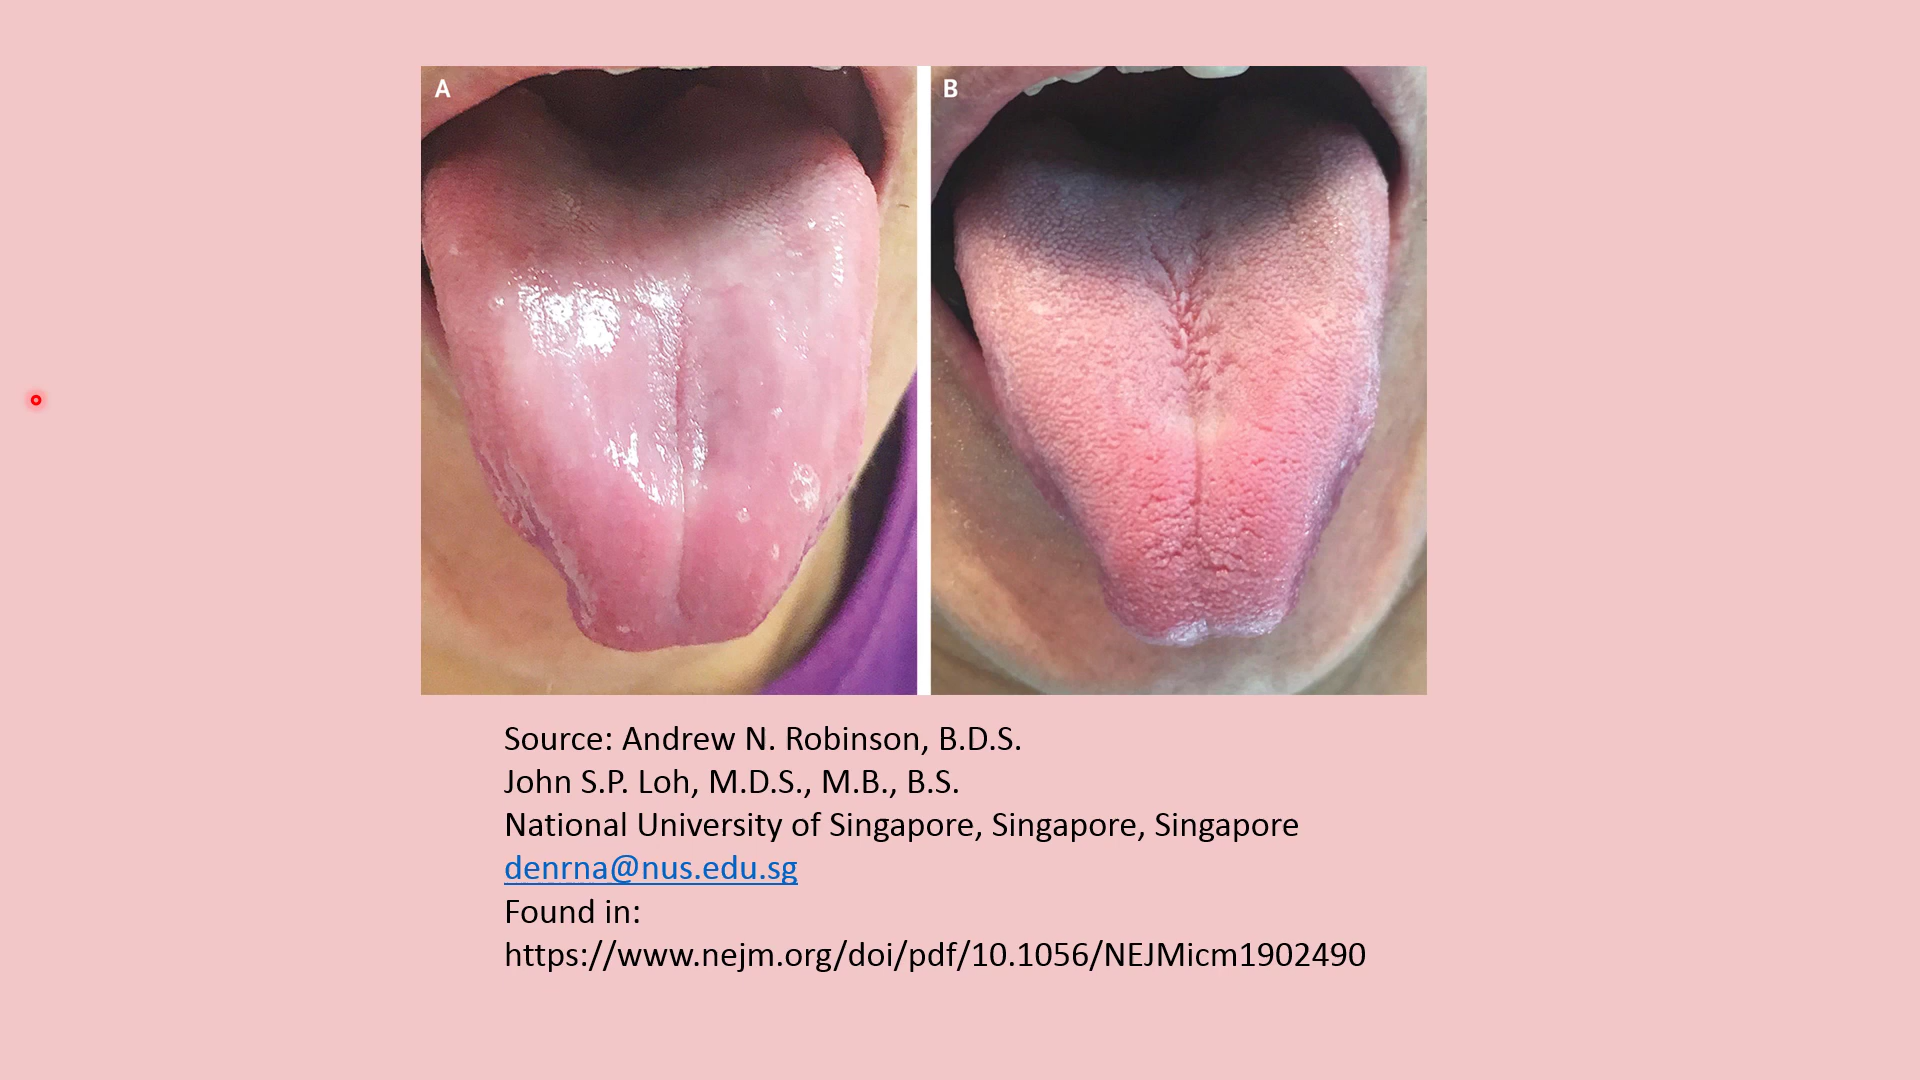 A
B
Source: Andrew N. Robinson, B.D.S.
John S.P. Loh, M.D.S., M.B., B.S.
National University of Singapore, Singapore, Singapore
denrna@nus.edu.sg
Found in:
https://www.nejm.org/doi/pdf/10.1056/NEJMicm1902490